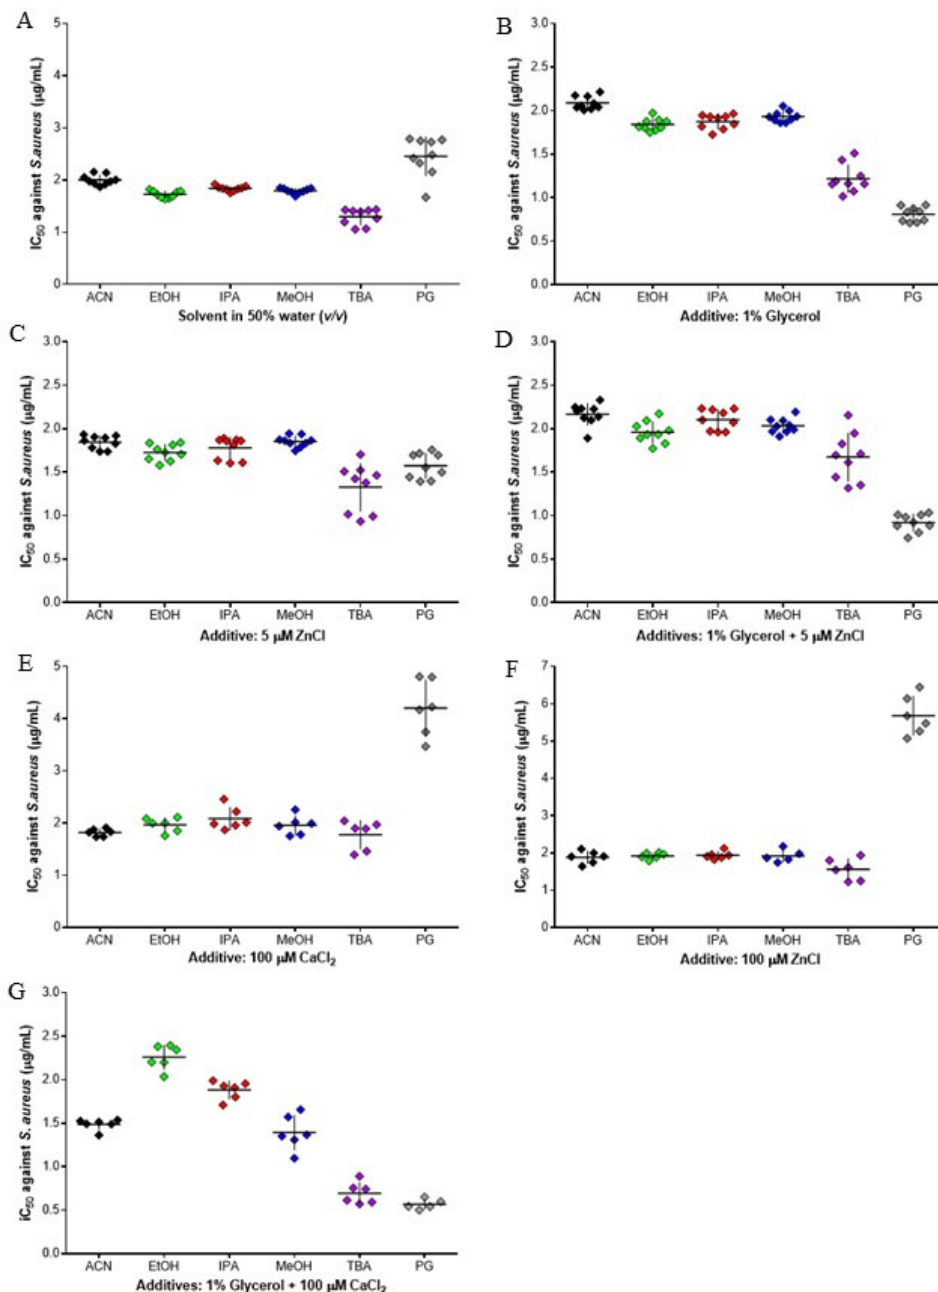 A
5
4
3
2
1
0
IC50 against S.aureus (µg/mL)
ACN EtOH IPA MeOH TBA PG
Solvent in 50% water (v/v)
B
3.0
2.5
2.0
1.5
1.0
0.5
0.0
IC50 against S.aureus (µg/mL)
ACN EtOH IPA MeOH TBA PG
Additive: 1% Glycerol
C
3.0
2.5
2.0
1.5
1.0
0.5
0.0
IC50 against S.aureus (µg/mL)
ACN EtOH IPA MeOH TBA PG
Additive: 5 µM ZnCl
D
3.0
2.5
2.0
1.5
1.0
0.5
0.0
IC50 against S.aureus (µg/mL)
ACN EtOH IPA MeOH TBA PG
Additives: 1% Glycerol + 5 µM ZnCl
E
5
4
3
2
1
0
IC50 against S.aureus (µg/mL)
ACN EtOH IPA MeOH TBA PG
Additive: 100 µM CaCl2
F
7
6
5
4
3
2
1
0
IC50 against S.aureus (µg/mL)
ACN EtOH IPA MeOH TBA PG
Additive: 100 µM ZnCl
G
3.0
2.5
2.0
1.5
1.0
0.5
0.0
iC50 against S. aureus (µg/mL)
ACN EtOH IPA MeOH TBA PG
Additives: 1% Glycerol + 100 µM CaCl2